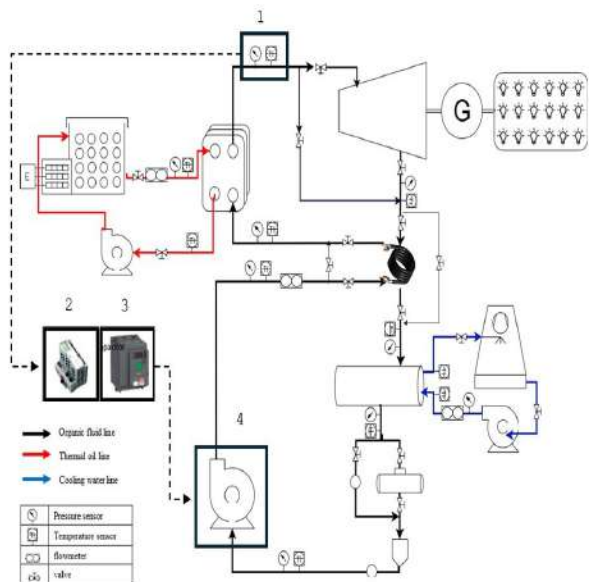 1
G
E
2
3
4
Organic fluid line
Thermal oil line
Cooling water line
Pressure sensor
Temperature sensor
flowmeter
valve